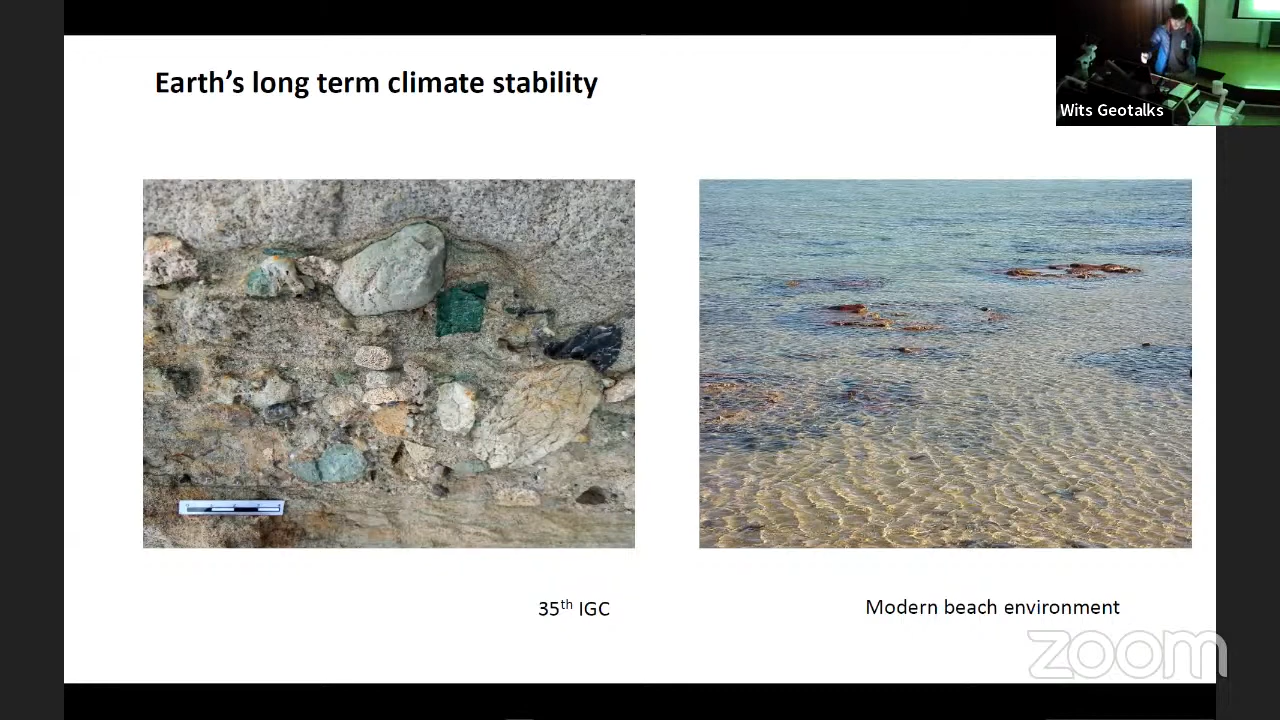 Earth's long term climate stability
Wits Geotalks
35th IGC
Modern beach environment
zoom